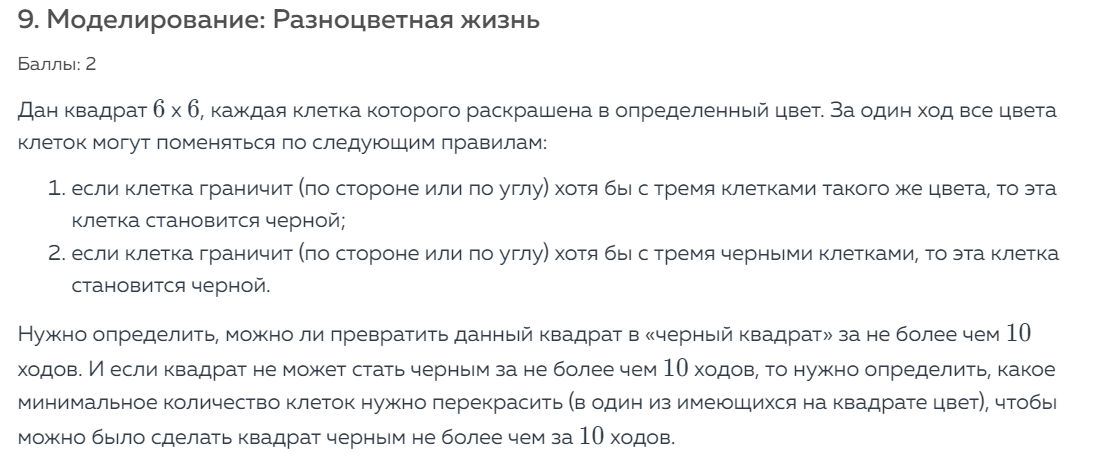 9. Моделирование: Разноцветная жизнь
Баллы: 2
Дан квадрат 6 х 6, каждая клетка которого раскрашена в определенный цвет. За один ход все цвета
клеток могут поменяться по следующим правилам:
1. если клетка граничит (по стороне или по углу) хотя бы с тремя клетками такого же цвета, то эта
клетка становится черной;
2. если клетка граничит (по стороне или по углу) хотя бы с тремя черными клетками, то эта клетка
становится черной.
Нужно определить, можно ли превратить данный квадрат в «черный квадрат» за не более чем 10
ходов. И если квадрат не может стать черным за не более чем 10 ходов, то нужно определить, какое
минимальное количество клеток нужно перекрасить (в один из имеющихся на квадрате цвет), чтобы
можно было сделать квадрат черным не более чем за 10 ходов.